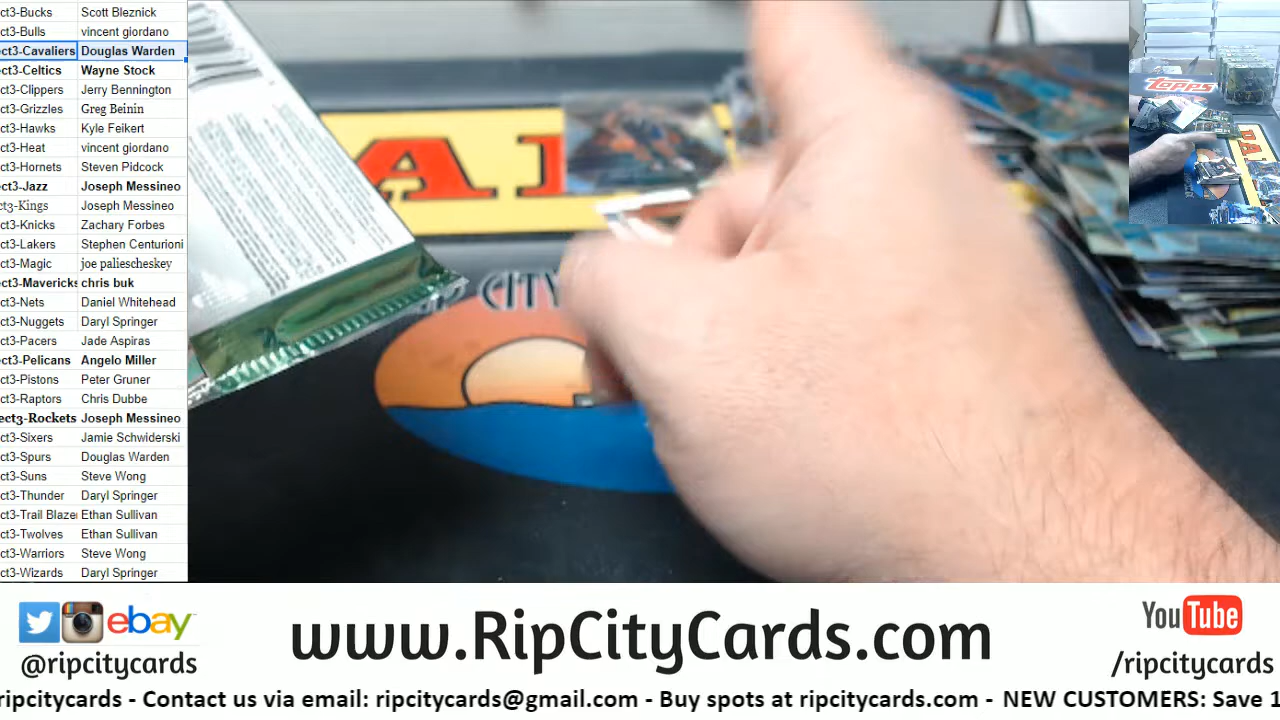 ct3-Bucks Scott Bleznick
ct3-Bulls vincent giordano
ect3-Cavaliers Douglas Warden
ect3-Celtics Wayne Stock
ct3-Clippers Jerry Bennington
ct3-Grizzles Greg Beinin
ct3-Hawks Kyle Feikert
ct3-Heat vincent giordano
ct3-Hornets Steven Pidcock
ect3-Jazz Joseph Messineo
ct3-Kings Joseph Messineo
ct3-Knicks Zachary Forbes
ct3-Lakers Stephen Centurioni
ct3-Magic joe paliescheskey
ect3-Mavericks chris buk
ct3-Nets Daniel Whitehead
ct3-Nuggets Daryl Springer
ct3-Pacers Jade Aspiras
ect3-Pelicans Angelo Miller
ct3-Pistons Peter Gruner
ct3-Raptors Chris Dubbe
ect3-Rockets Joseph Messineo
ct3-Sixers Jamie Schwiderski
ct3-Spurs Douglas Warden
ct3-Suns Steve Wong
ct3-Thunder Daryl Springer
ct3-Trail Blaze Ethan Sullivan
ct3-Twolves Ethan Sullivan
ct3-Warriors Steve Wong
ct3-Wizards Daryl Springer
TOPPS
CITY
ebay
@ripcitycards
www.RipCityCards.com
YouTube
/ripcitycards
ripcitycards - Contact us via email: ripcitycards@gmail.com - Buy spots at ripcitycards.com - NEW CUSTOMERS: Save 1